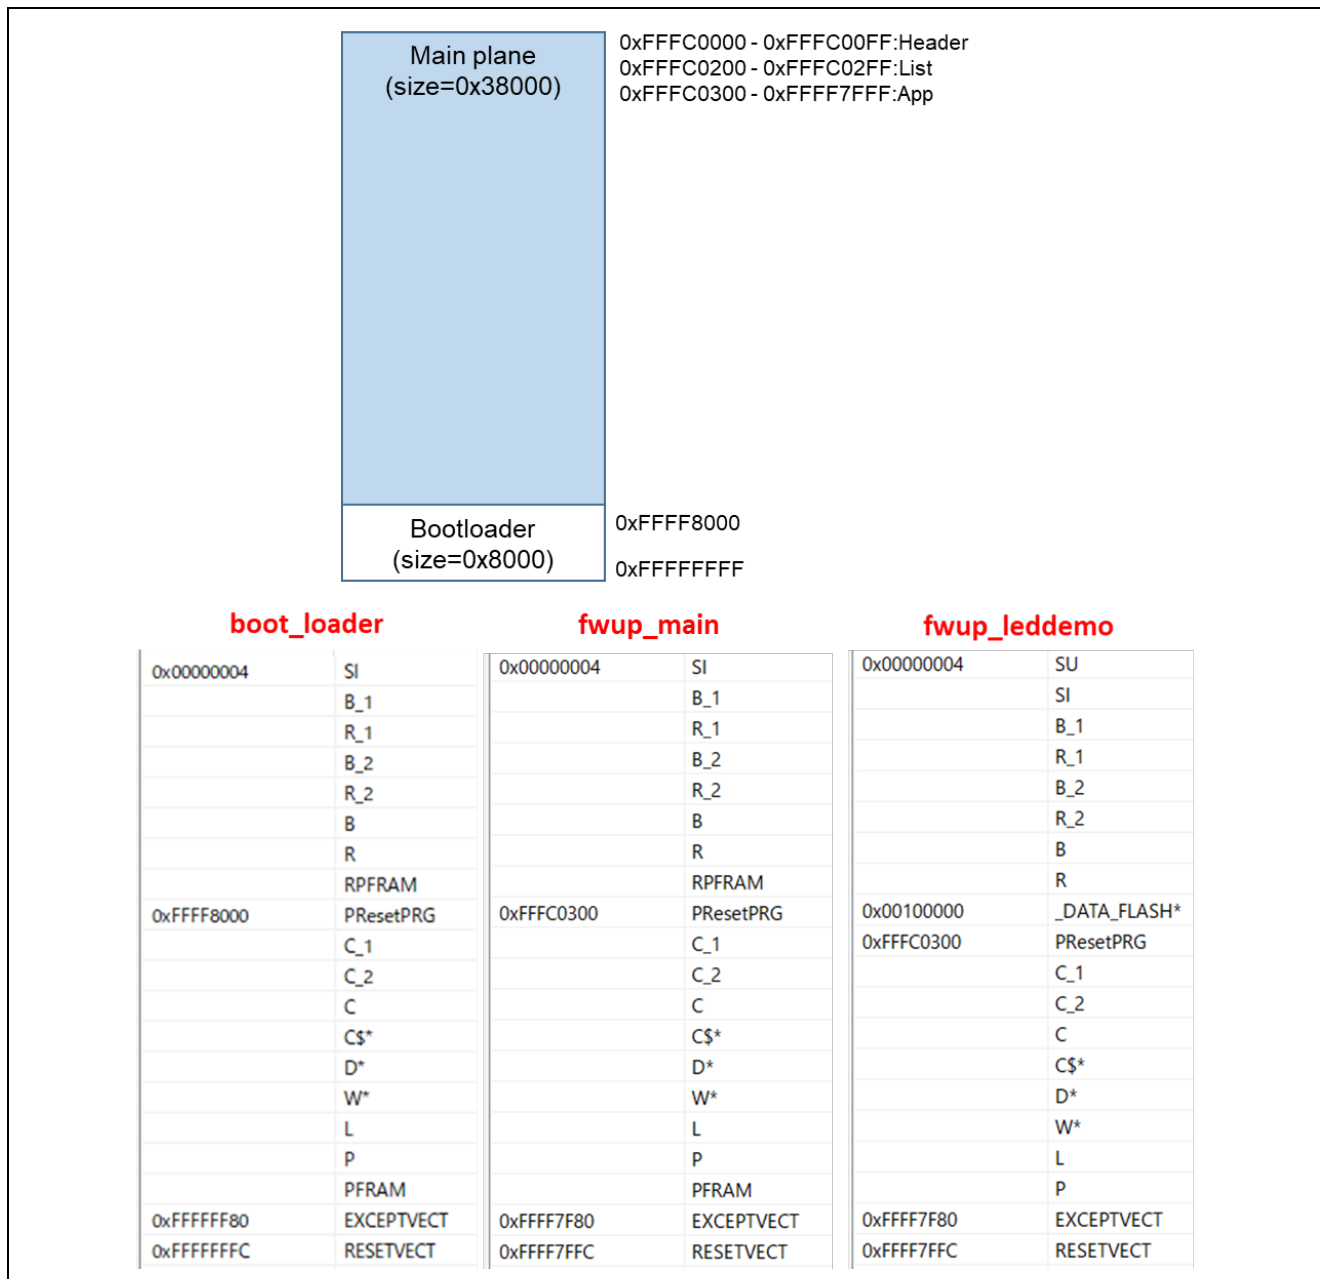 Main plane
(size=0x38000)
0xFFFC0000 - 0xFFFC00FF:Header
0xFFFC0200 - 0xFFFC02FF:List
0xFFFC0300 - 0xFFFF7FFF:App
Bootloader
(size=0x8000)
0xFFFF8000
0xFFFFFFFF
boot_loader
0x00000004 SI
B_1
R_1
B_2
R_2
B
R
RPFRAM
0xFFFF8000 PResetPRG
C_1
C_2
C
C$*
D*
W*
L
P
PFRAM
0xFFFFFF80 EXCEPTVECT
0xFFFFFFFC RESETVECT
fwup_main
0x00000004 SI
B_1
R_1
B_2
R_2
B
R
RPFRAM
0xFFFC0300 PResetPRG
C_1
C_2
C
C$*
D*
W*
L
P
PFRAM
0xFFFF7F80 EXCEPTVECT
0xFFFF7FFC RESETVECT
fwup_leddemo
0x00000004 SU
SI
B_1
R_1
B_2
R_2
B
R
0x00100000 _DATA_FLASH*
0xFFFC0300 PResetPRG
C_1
C_2
C
C$*
D*
W*
L
P
0xFFFF7F80 EXCEPTVECT
0xFFFF7FFC RESETVECT